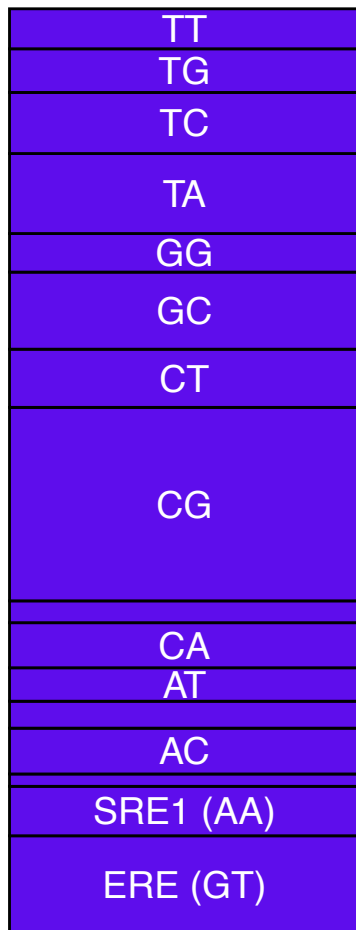 TT
TG
TC
TA
GG
GC
CT
CG
CA
AT
AC
SRE1 (AA)
ERE (GT)